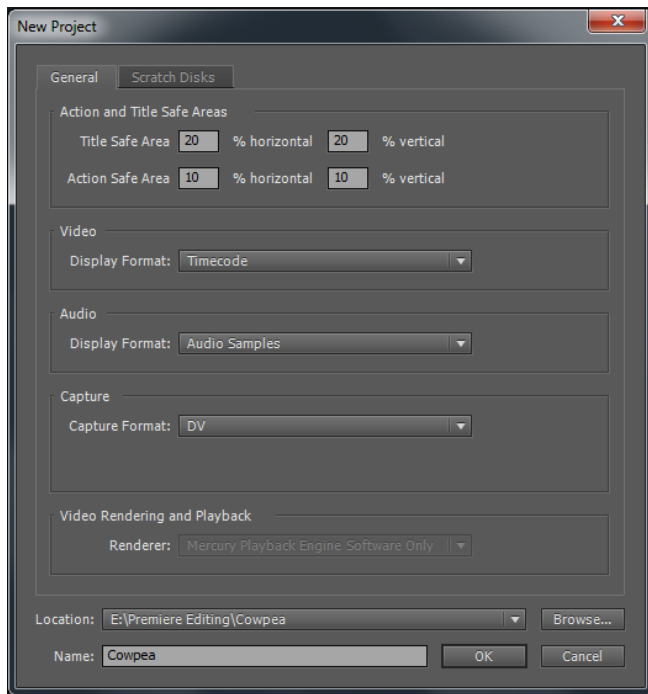 New Project
General Scratch Disks
Action and Title Safe Areas
Title Safe Area 20 % horizontal 20 % vertical
Action Safe Area 10 % horizontal 10 % vertical
Video
Display Format: Timecode
Audio
Display Format: Audio Samples
Capture
Capture Format: DV
Video Rendering and Playback
Renderer: Mercury Playback Engine Software Only
Location: E:\Premiere Editing\Cowpea Browse...
Name: Cowpea OK Cancel